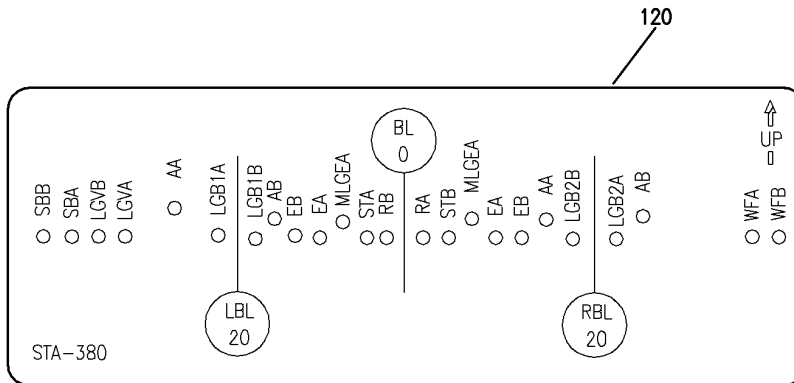 120
BL
0
UP
SBB
SBA
LGVB
LGVA
AA
LGB1A
LGB1B
AB
EB
EA
MLGEA
STA
RB
RA
STB
MLGEA
EA
EB
AA
LGB2B
LGB2A
AB
WFA
WFB
LBL
20
RBL
20
STA-380